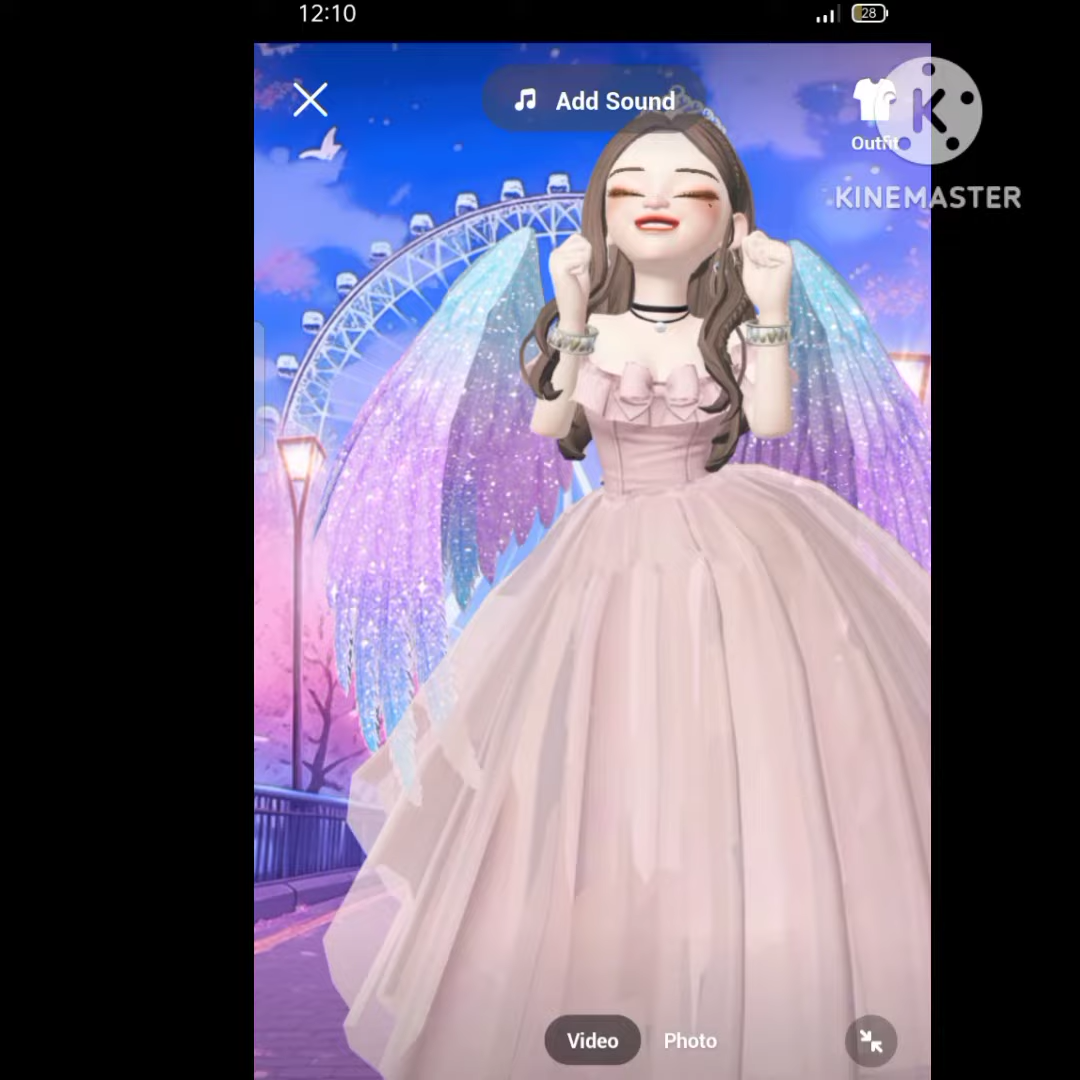 12:10
28
Add Sound
Outfit
K
KINEMASTER
Video
Photo